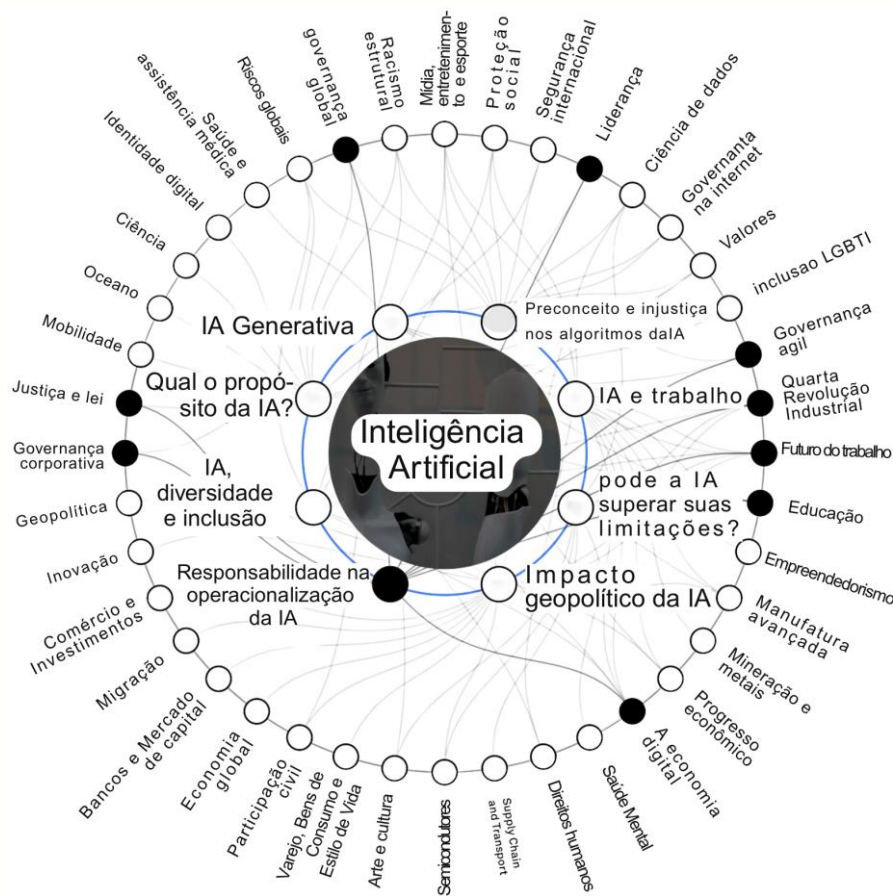 governança
global
Racismo
estrutural
Mídia,
entretenimen-
to e esporte
Proteção
social
Segurança
internacional
Liderança
Ciência de dados
Governanta
na internet
Valores
inclusao LGBTI
Governança
agil
Quarta
Revolução
Industrial
Futuro do trabalho
Educação
Empreendedorismo
Manufatura
avançada
Mineração e
metais
Progresso
econômico
A economia
digital
Saúde Mental
Direitos humanos
Supply Chain
and Transport
Semicondutores
Arte e cultura
Varejo, Bens de
Consumo e
Estilo de Vida
Participação
civil
Economia
global
Bancos e Mercado
de capital
Migração
Comércio e
Investimentos
Inovação
Geopolítica
Governança
corporativa
Justiça e lei
Mobilidade
Oceano
Ciência
Identidade digital
Saúde e
assistência médica
Riscos globais
IA Generativa
Preconceito e injustiça
nos algoritmos daIA
IA e trabalho
pode a IA
superar suas
limitações?
Impacto
geopolítico da IA
Responsabilidade na
operacionalização
da IA
IA,
diversidade
e inclusão
Qual o propó-
sito da IA?
Inteligência
Artificial